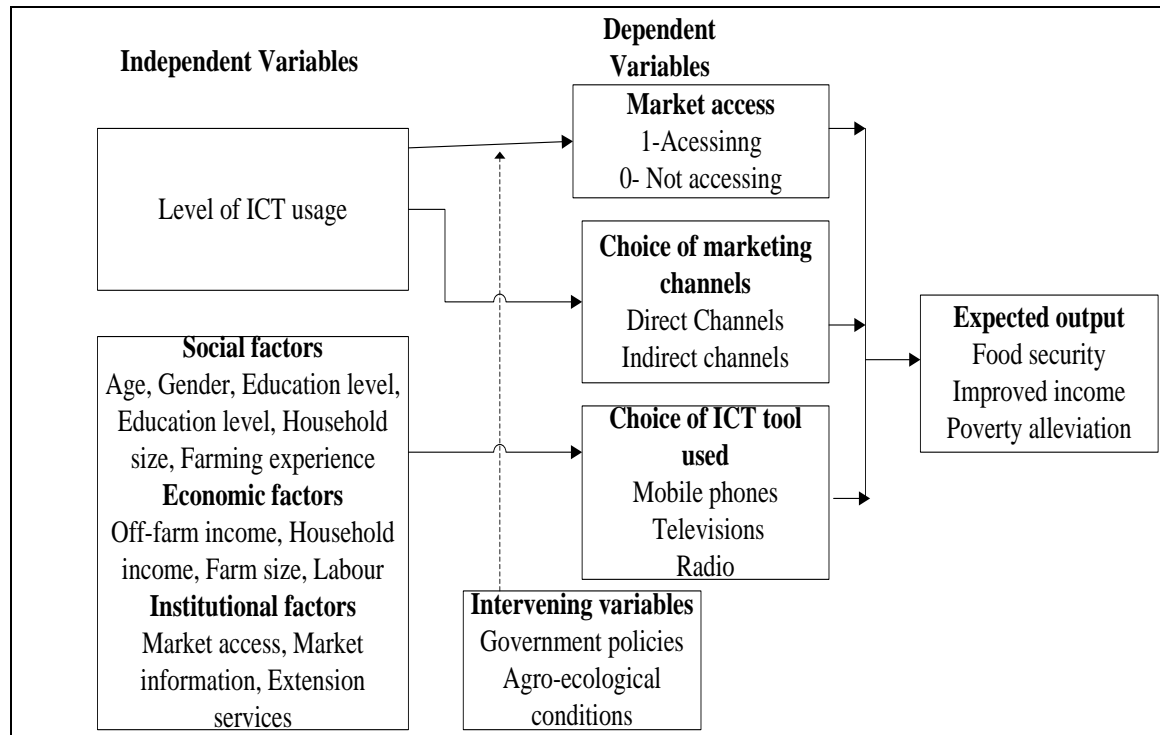 Independent Variables
Dependent
Variables
Level of ICT usage
Social factors
Age, Gender, Education level,
Education level, Household
size, Farming experience
Economic factors
Off-farm income, Household
income, Farm size, Labour
Institutional factors
Market access, Market
information, Extension
services
Market access
1-Acessinng
0- Not accessing
Choice of marketing
channels
Direct Channels
Indirect channels
Choice of ICT tool
used
Mobile phones
Televisions
Radio
Intervening variables
Government policies
Agro-ecological
conditions
Expected output
Food security
Improved income
Poverty alleviation